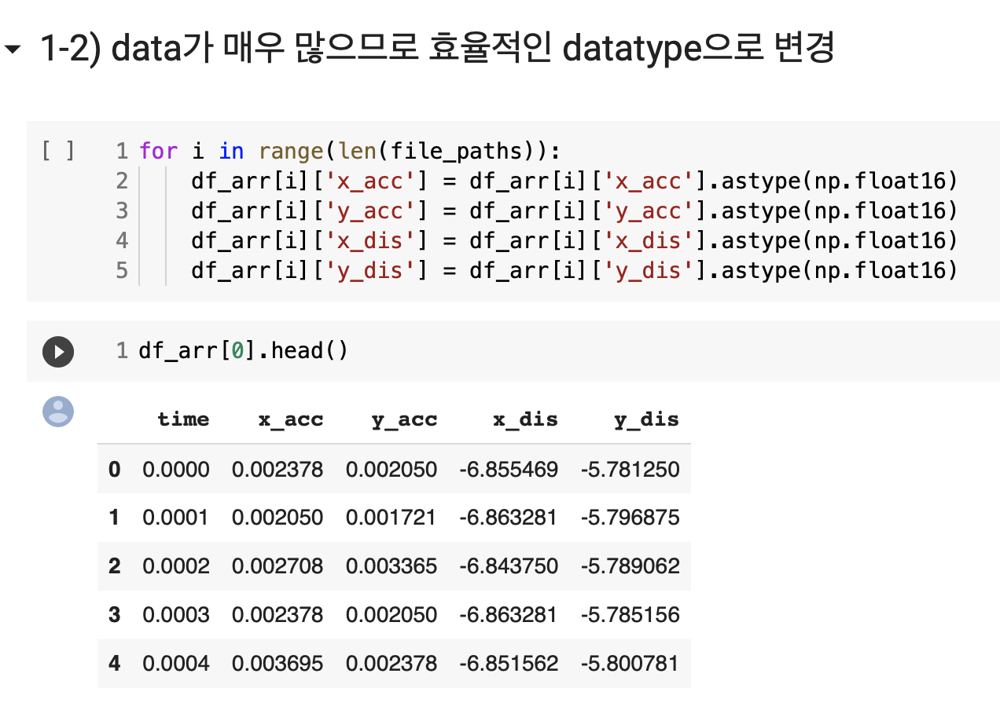 1-2) data가 매우 많으므로 효율적인 datatype으로 변경
[ ] 1 for i in range(len(file_paths)):
2 df_arr[i]['x_acc'] = df_arr[i]['x_acc'].astype(np.float16)
3 df_arr[i]['y_acc'] = df_arr[i]['y_acc'].astype(np.float16)
4 df_arr[i]['x_dis'] = df_arr[i]['x_dis'].astype(np.float16)
5 df_arr[i]['y_dis'] = df_arr[i]['y_dis'].astype(np.float16)
1 df_arr[0].head()
time x_acc y_acc x_dis y_dis
0 0.0000 0.002378 0.002050 -6.855469 -5.781250
1 0.0001 0.002050 0.001721 -6.863281 -5.796875
2 0.0002 0.002708 0.003365 -6.843750 -5.789062
3 0.0003 0.002378 0.002050 -6.863281 -5.785156
4 0.0004 0.003695 0.002378 -6.851562 -5.800781